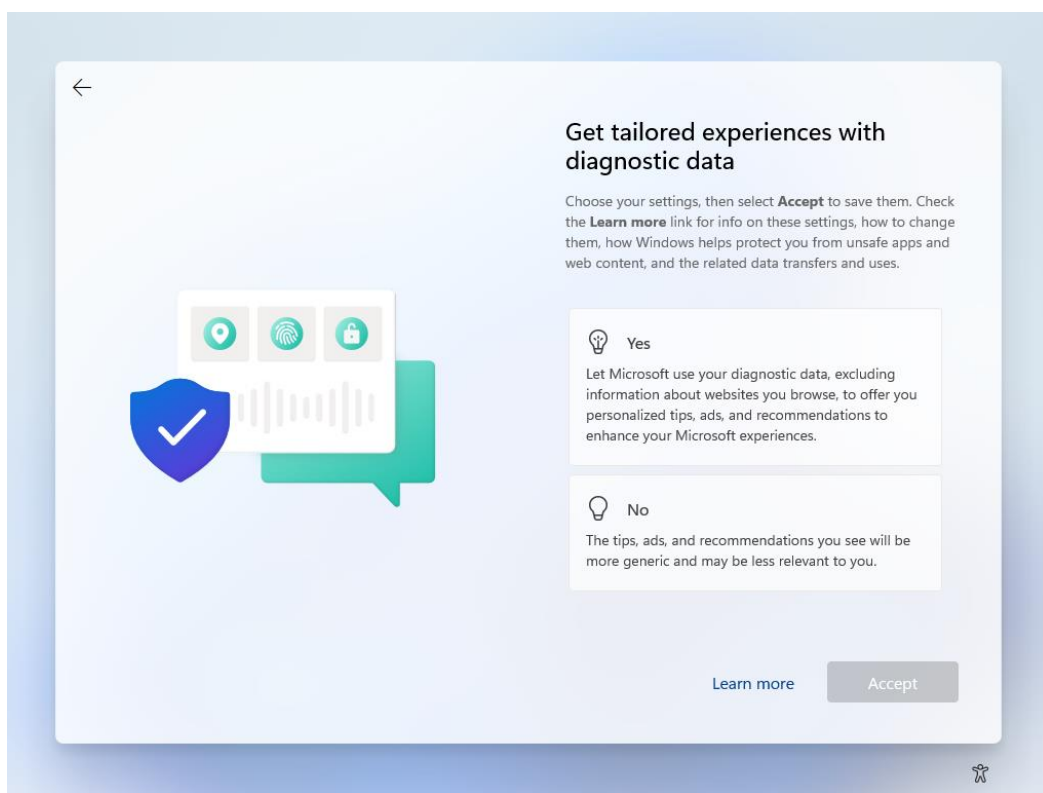 Get tailored experiences with
diagnostic data
Choose your settings, then select Accept to save them. Check
the Learn more link for info on these settings, how to change
them, how Windows helps protect you from unsafe apps and
web content, and the related data transfers and uses.
Yes
Let Microsoft use your diagnostic data, excluding
information about websites you browse, to offer you
personalized tips, ads, and recommendations to
enhance your Microsoft experiences.
No
The tips, ads, and recommendations you see will be
more generic and may be less relevant to you.
Learn more
Accept